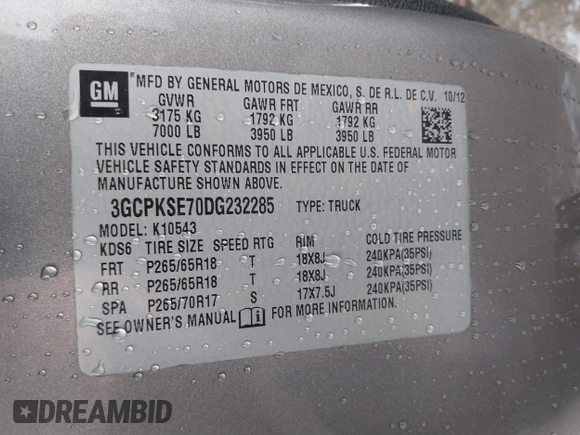 GM
® MFD BY GENERAL MOTORS DE MEXICO, S. DE R.L. DE C.V. 10/12
GVWR GAWR FRT GAWR RR
3175 KG 1792 KG 1792 KG
7000 LB 3950 LB 3950 LB
THIS VEHICLE CONFORMS TO ALL APPLICABLE U.S. FEDERAL MOTOR
VEHICLE SAFETY STANDARDS IN EFFECT ON THE DATE OF
MANUFACTURE SHOWN ABOVE.
3GCPKSE70DG232285 TYPE: TRUCK
MODEL: K10543
KDS6 TIRE SIZE SPEED RTG RIM COLD TIRE PRESSURE
FRT P265/65R18 T 18X8J 240KPA(35PSI)
RR P265/65R18 T 18X8J 240KPA(35PSI)
SPA P265/70R17 S 17X7.5J 240KPA(35PSI)
SEE OWNER'S MANUAL i FOR MORE INFORMATION.
DREAMBID